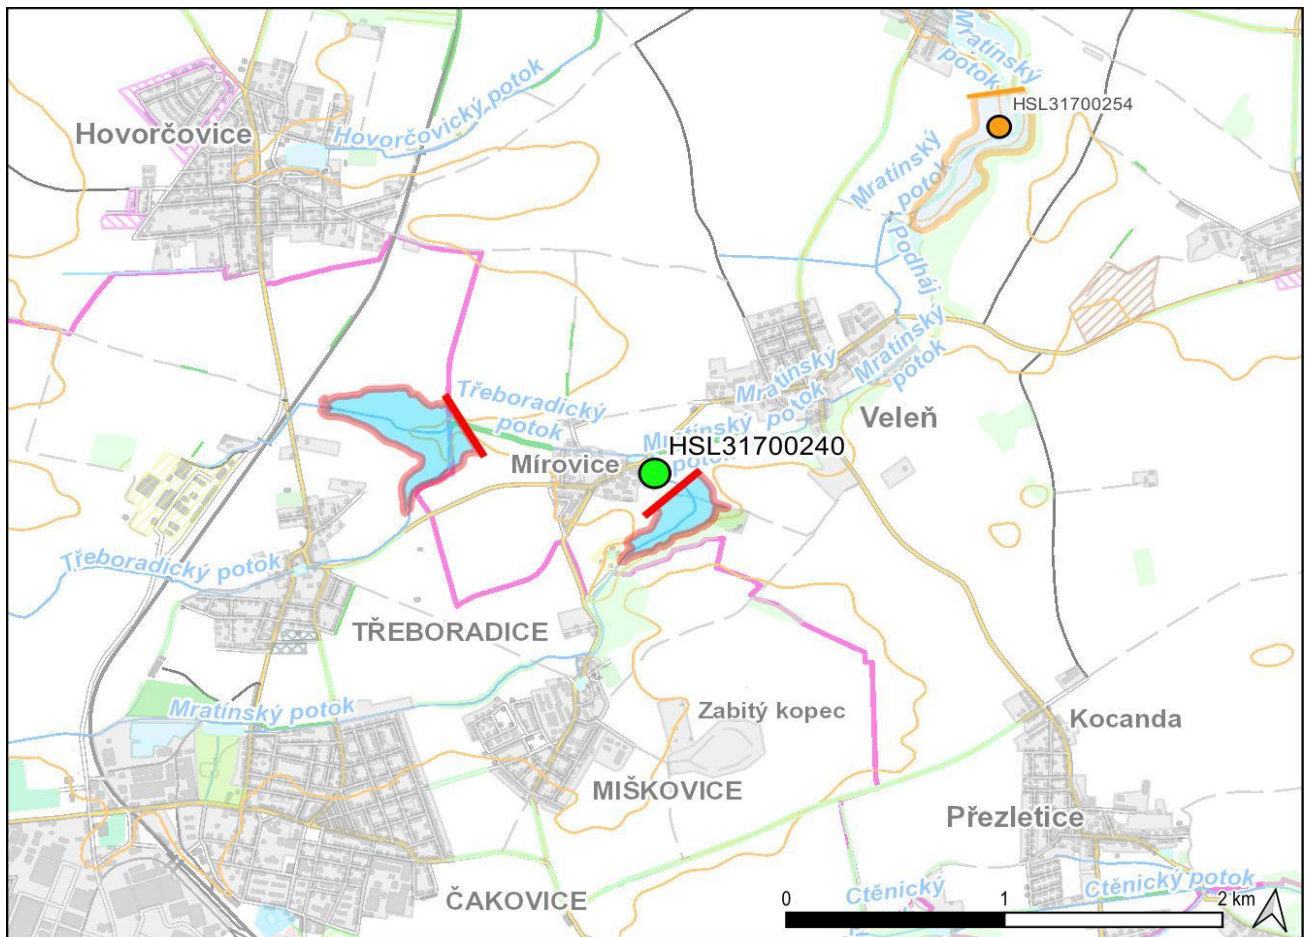 Mratínský
potok
HSL31700254
Hovorčovice
Hovorčovický potok
Mratínský
potok
Podháj
Mratínský
potok
Mratínský
potok
Třeboradický
potok
Veleň
Mratínský
potok
HSL31700240
Mírovice
Třeboradický potok
TŘEBORADICE
Mratínský potok
Zabitý kopec
Kocanda
MIŠKOVICE
Přezletice
ČAKOVICE
Ctěnický
Ctěnický potok
0 1 2 km